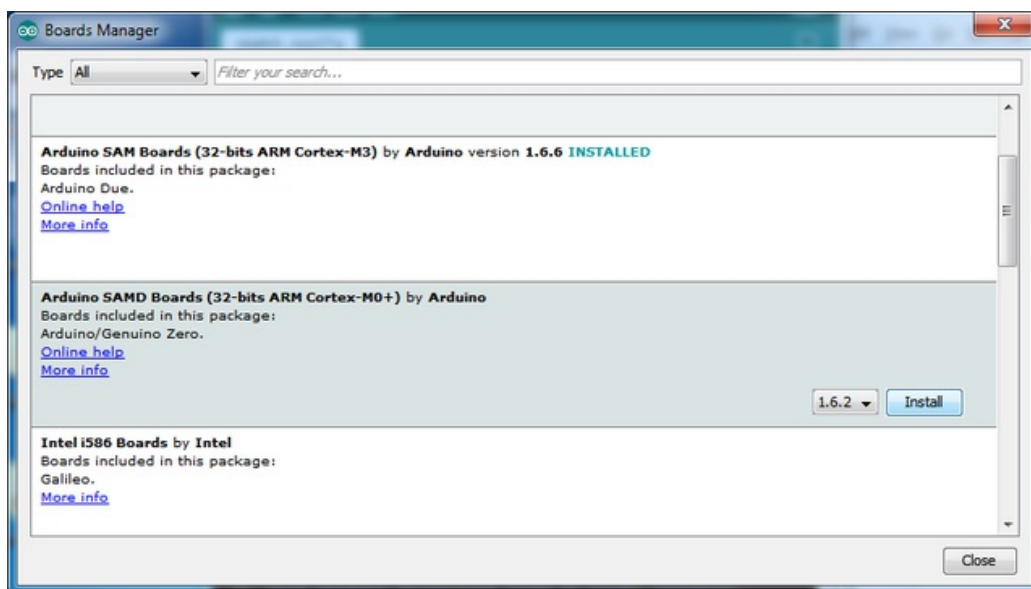 Boards Manager
Type All Filter your search...
Arduino SAM Boards (32-bits ARM Cortex-M3) by Arduino version 1.6.6 INSTALLED
Boards included in this package:
Arduino Due.
Online help
More info
Arduino SAMD Boards (32-bits ARM Cortex-M0+) by Arduino
Boards included in this package:
Arduino/Genuino Zero.
Online help
More info
1.6.2 Install
Intel i586 Boards by Intel
Boards included in this package:
Galileo.
More info
Close